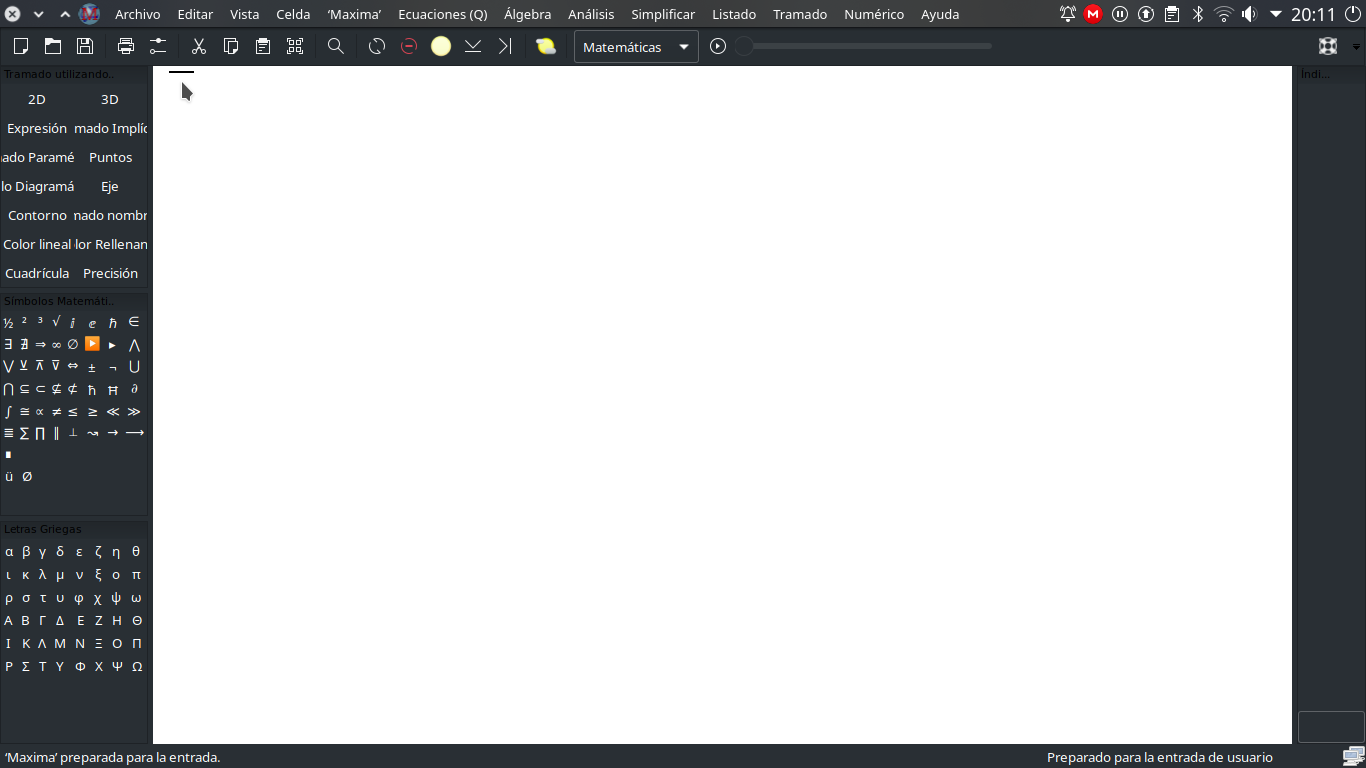 Archivo Editar Vista Celda ‘Maxima’ Ecuaciones (Q) Álgebra Análisis Simplificar Listado Tramado Numérico Ayuda M 20:11
Matemáticas
Tramado utilizando..
2D 3D
Expresión mado Implíc
ado Paramé Puntos
lo Diagramá Eje
Contorno nado nombr
Color lineal lor Rellenan
Cuadrícula Precisión
Símbolos Matemáti..
½ ² ³ √ ⅈ ⅇ ℏ ∈
∃ ∄ ⇒ ∞ ∅ ▶ ▸ ⋀
⋁ ⊻ ⊼ ⊽ ⇔ ± ¬ ⋃
⋂ ⊆ ⊂ ⊈ ⊄ ħ Ħ ∂
∫ ≅ ∝ ≠ ≤ ≥ ≪ ≫
≣ ∑ ∏ ∥ ⟂ ↝ → ⟶
∎
ü Ø
Letras Griegas
α β γ δ ε ζ η θ
ι κ λ μ ν ξ ο π
ρ σ τ υ φ χ ψ ω
Α Β Γ Δ Ε Ζ Η Θ
Ι Κ Λ Μ Ν Ξ Ο Π
Ρ Σ Τ Υ Φ Χ Ψ Ω
Índi...
‘Maxima’ preparada para la entrada. Preparado para la entrada de usuario